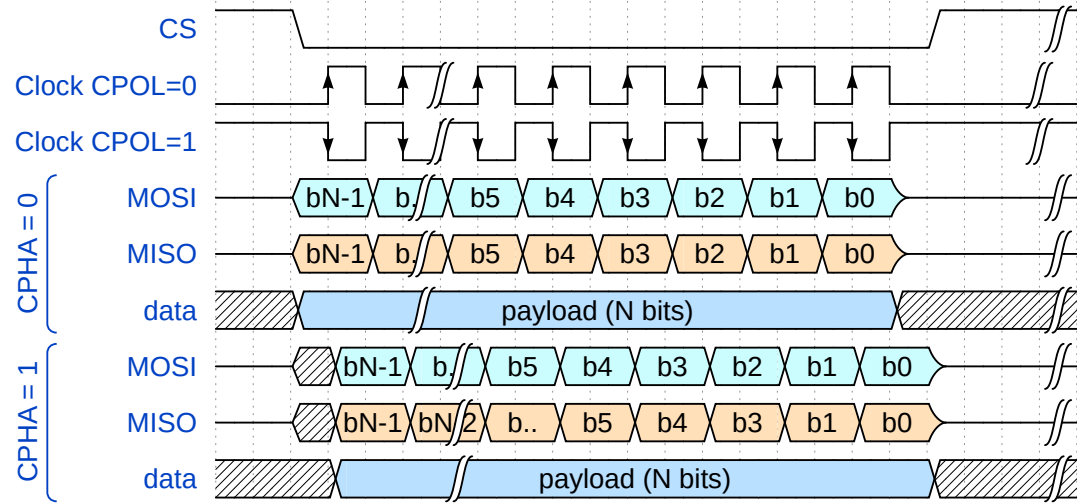 CS
Clock CPOL=0
Clock CPOL=1
CPHA = 0
MOSI bN-1 b. b5 b4 b3 b2 b1 b0
MISO bN-1 b. b5 b4 b3 b2 b1 b0
data payload (N bits)
CPHA = 1
MOSI bN-1 b. b5 b4 b3 b2 b1 b0
MISO bN-1 bN 2 b.. b5 b4 b3 b1 b0
data payload (N bits)